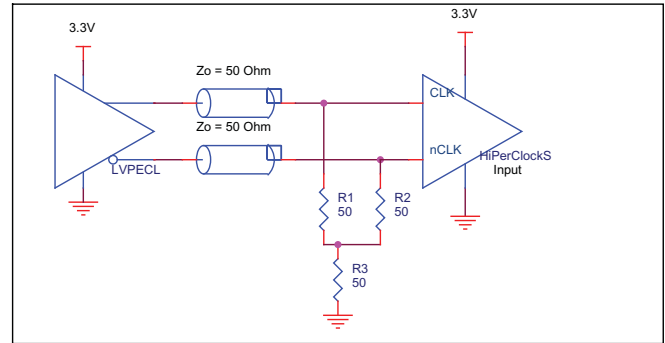 3.3V
3.3V
Zo = 50 Ohm
CLK
Zo = 50 Ohm
nCLK
LVPECL
HiPerClockS
Input
R1
50
R2
50
R3
50